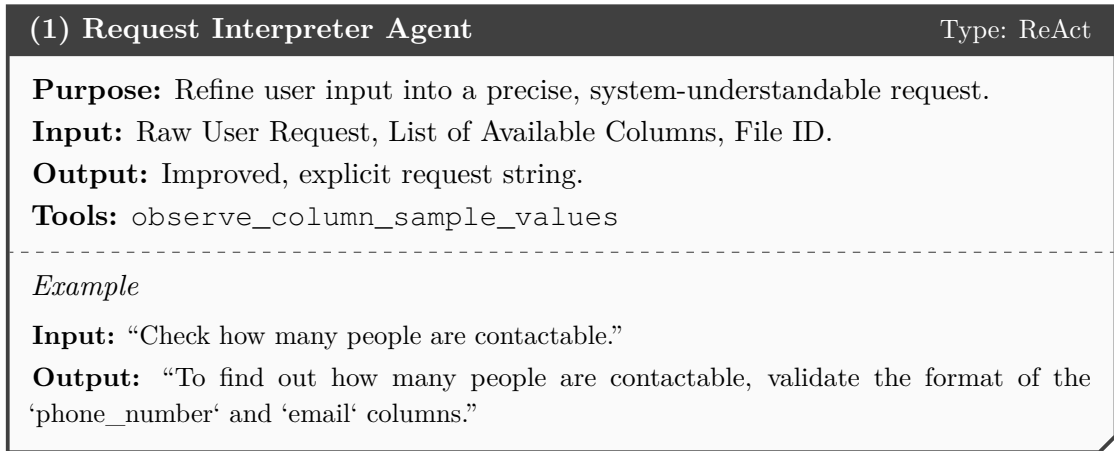 (1) Request Interpreter Agent Type: ReAct
Purpose: Refine user input into a precise, system-understandable request.
Input: Raw User Request, List of Available Columns, File ID.
Output: Improved, explicit request string.
Tools: observe_column_sample_values
Example
Input: “Check how many people are contactable.”
Output: “To find out how many people are contactable, validate the format of the
‘phone_number‘ and ‘email‘ columns.”